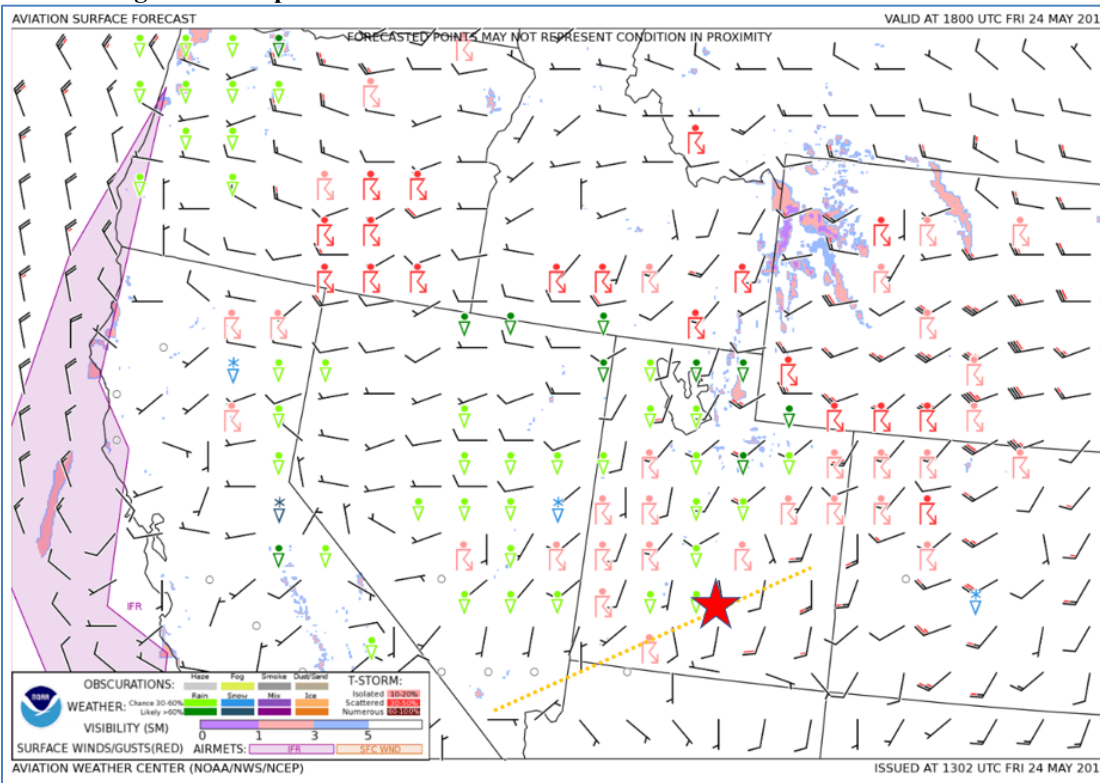 AVIATION SURFACE FORECAST
VALID AT 1800 UTC FRI 24 MAY 201
FORECASTED POINTS MAY NOT REPRESENT CONDITION IN PROXIMITY
IFR
OBSCURATIONS:
Haze Fog Smoke Dust/Sand
T-STORM:
Rain Snow Mix Ice
WEATHER:
Chance 30-60%
Likely >60%
Isolated 10-20%
Scattered 30-50%
Numerous 60-100%
NOAA
VISIBILITY (SM)
0 1 3 5
SURFACE WINDS/GUSTS(RED) AIRMETS: IFR SFC WND
AVIATION WEATHER CENTER (NOAA/NWS/NCEP)
ISSUED AT 1302 UTC FRI 24 MAY 201